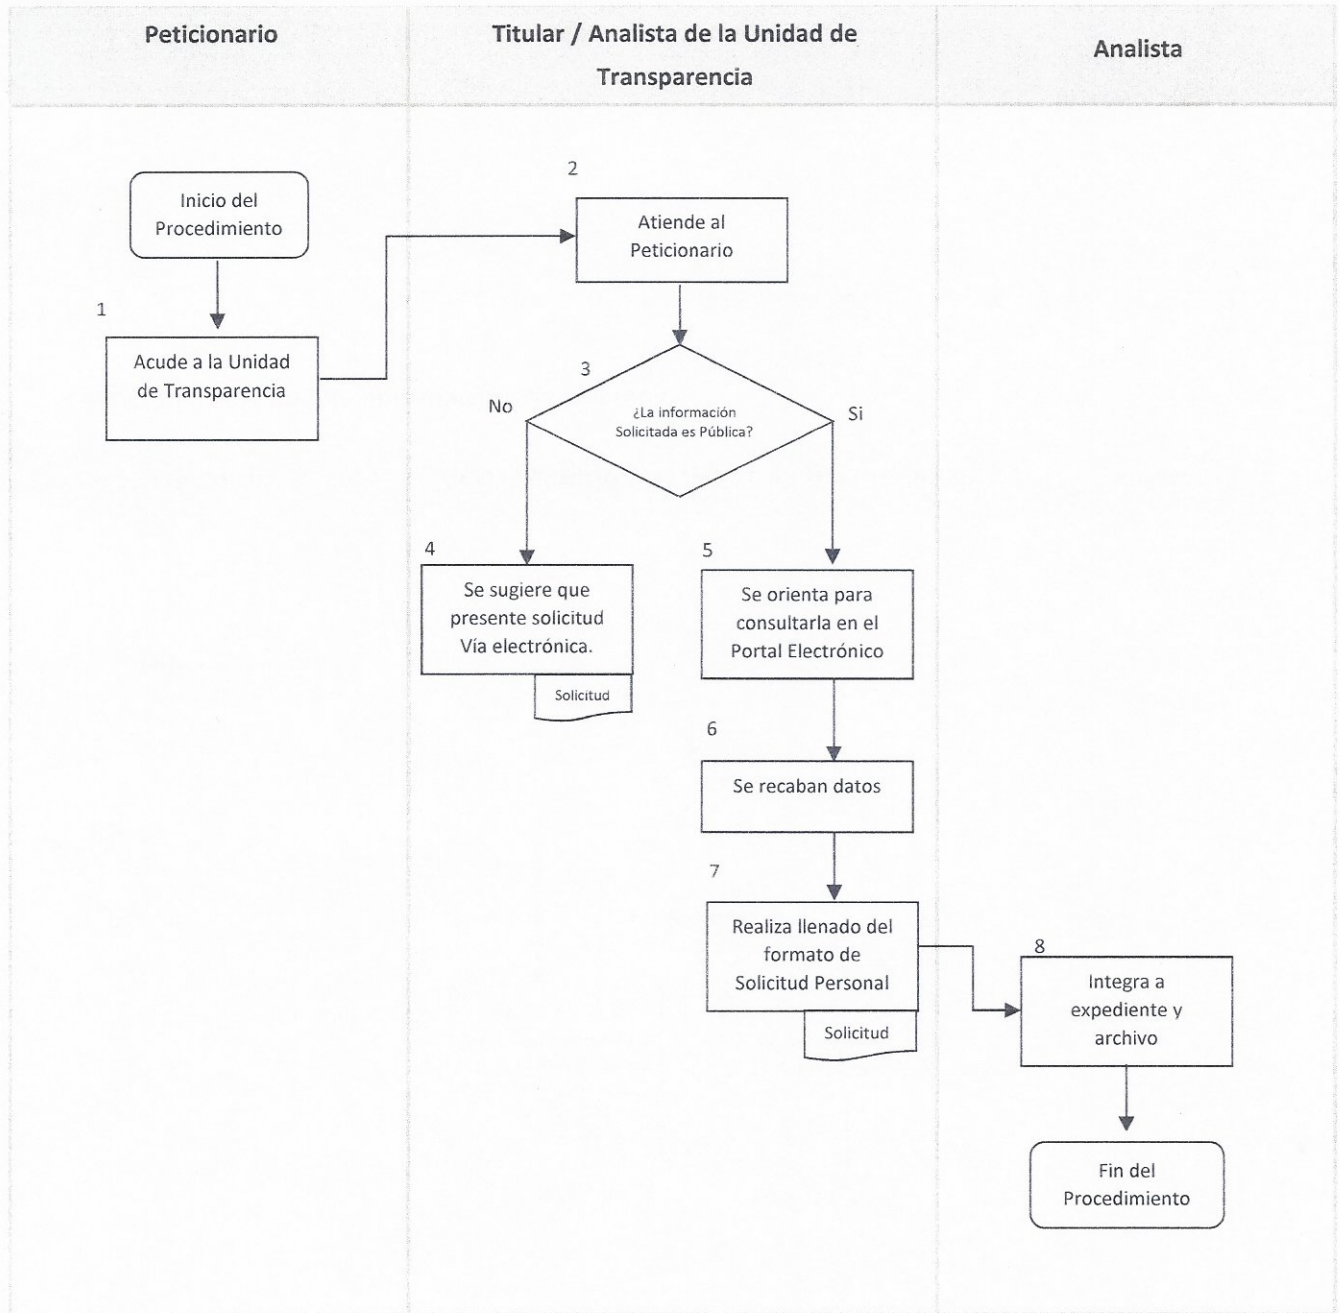 Peticionario
Titular / Analista de la Unidad de
Transparencia
Analista
Inicio del
Procedimiento
1
Acude a la Unidad
de Transparencia
2
Atiende al
Peticionario
3
¿La información
Solicitada es Pública?
No
Si
4
Se sugiere que
presente solicitud
Vía electrónica.
Solicitud
5
Se orienta para
consultarla en el
Portal Electrónico
6
Se recaban datos
7
Realiza llenado del
formato de
Solicitud Personal
Solicitud
8
Integra a
expediente y
archivo
Fin del
Procedimiento